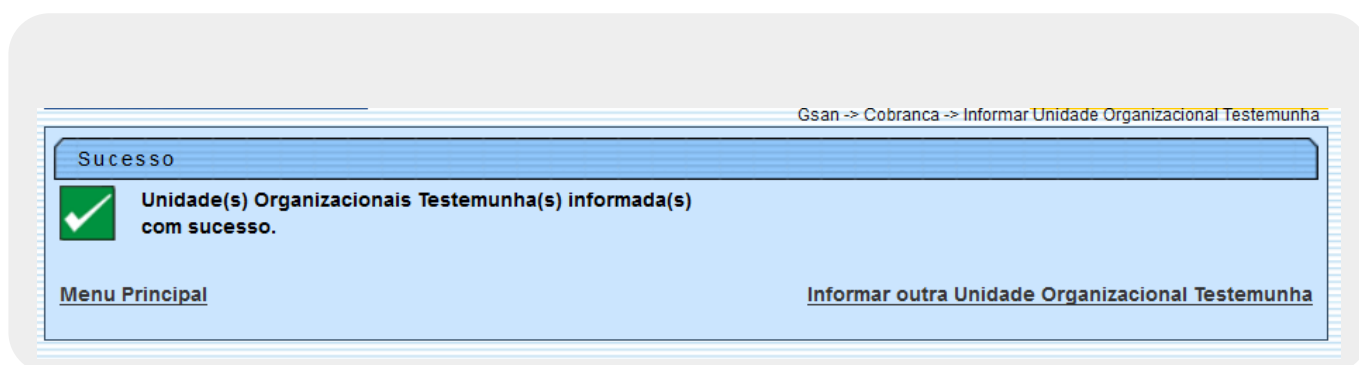 Gsan -> Cobranca -> Informar Unidade Organizacional Testemunha
Sucesso
Unidade(s) Organizacionais Testemunha(s) informada(s)
com sucesso.
Menu Principal
Informar outra Unidade Organizacional Testemunha